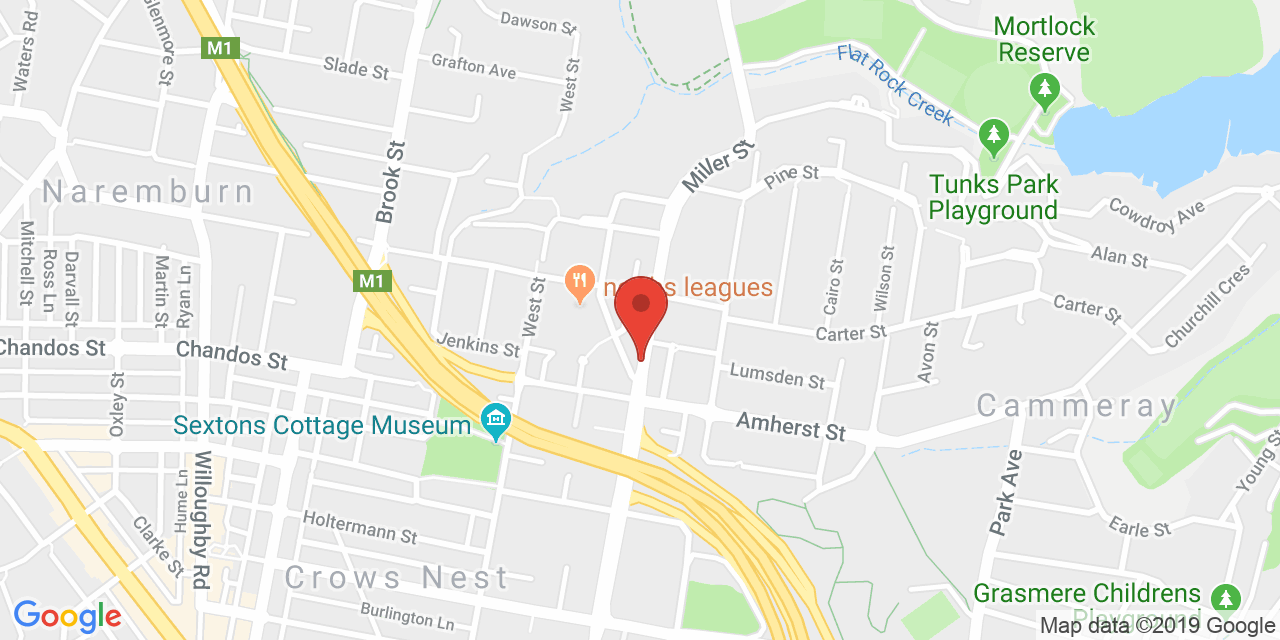 Waters Rd
Glenmore St
M1
Slade St
Grafton Ave
Dawson St
West St
Mortlock
Reserve
Flat Rock Creek
Brook St
Miller St
Pine St
Tunks Park
Playground
Cowdroy Ave
Alan St
Naremburn
Mitchell St
Ross Ln
Darvall St
Martin St
Ryan Ln
M1
West St
leagues
Cairo St
Wilson St
Carter St
Carter St
Churchill Cres
Avon St
Chandos St
Chandos St
Jenkins St
Lumsden St
Oxley St
Sextons Cottage Museum
Amherst St
Cammeray
Willoughby Rd
Hume Ln
Clarke St
Holtermann St
Park Ave
Earle St
Young St
Crows Nest
Burlington Ln
Grasmere Childrens
Playground
Google
Map data ©2019 Google